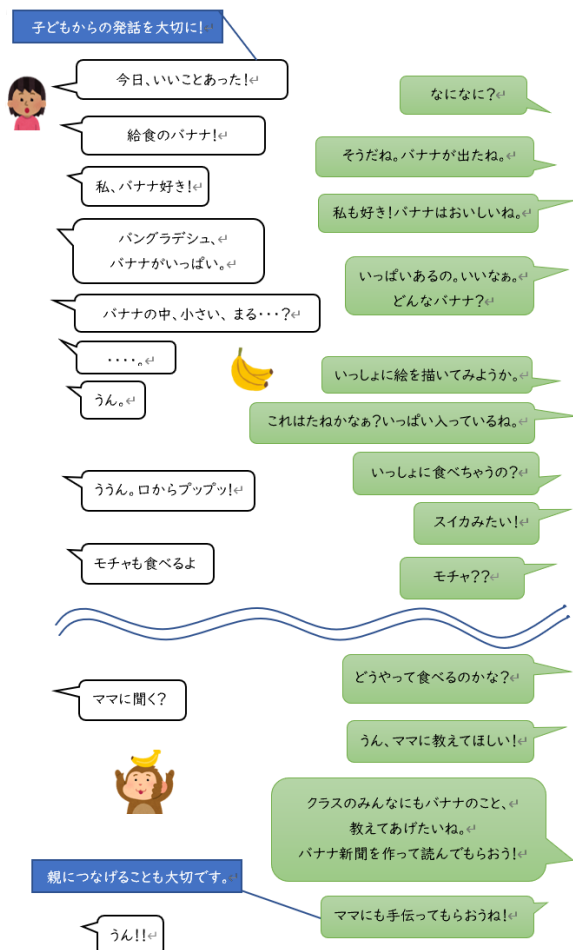 子どもからの発話を大切に!
今日、いいことあった!
なになに?
給食のバナナ!
そうだね。バナナが出たね。
私、バナナ好き!
私も好き!バナナはおいしいね。
バングラデシュ、
バナナがいっぱい。
いっぱいあるの。いいなぁ。
どんなバナナ?
バナナの中、小さい、まる・・・?
・・・・。
いっしょに絵を描いてみようか。
うん。
これはたねかなぁ?いっぱい入っているね。
いっしょに食べちゃうの?
ううん。口からプップッ!
スイカみたい!
モチャも食べるよ
モチャ??
どうやって食べるのかな?
ママに聞く?
うん、ママに教えてほしい!
クラスのみんなにもバナナのこと、
教えてあげたいね。
バナナ新聞を作って読んでもらおう!
親につなげることも大切です。
ママにも手伝ってもらおうね!
うん!!